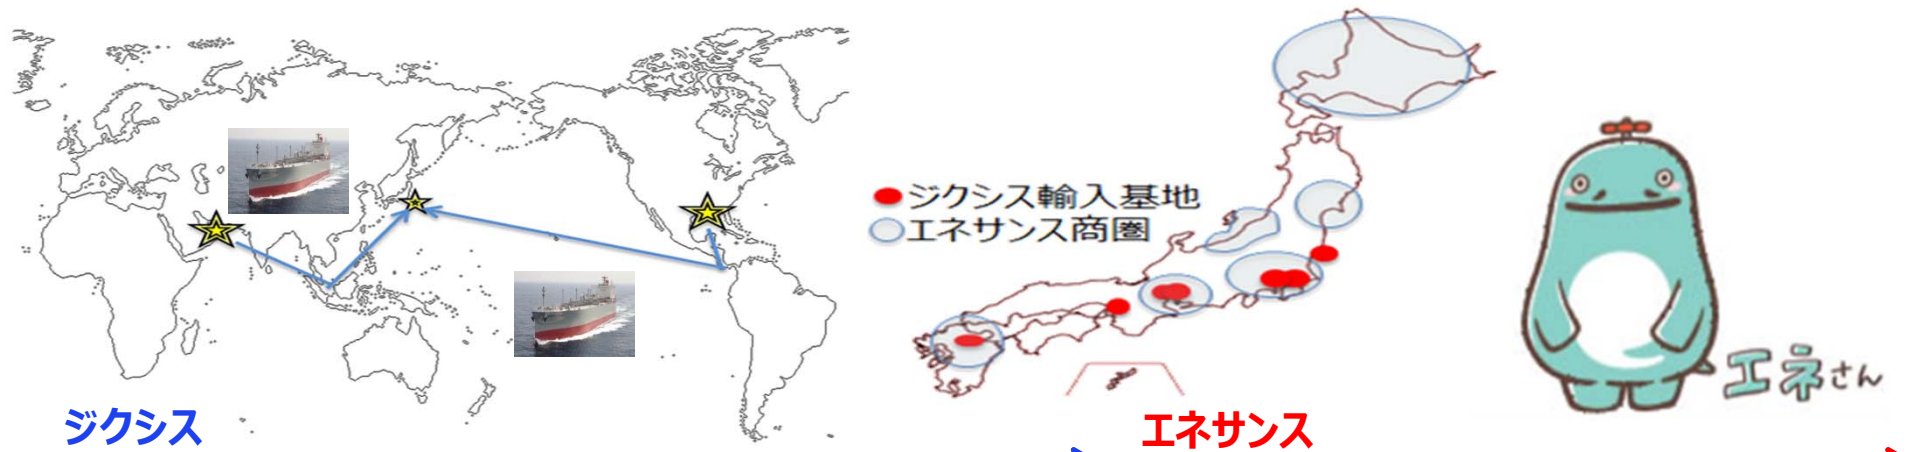 ジクシス輸入基地
エネサンス商圏
エネさん
ジクシス
エネサンス